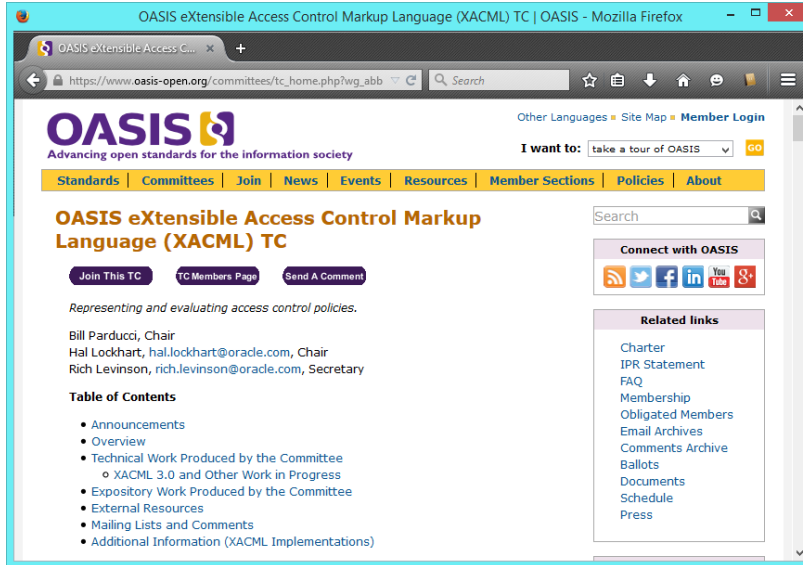 OASIS eXtensible Access Control Markup Language (XACML) TC | OASIS - Mozilla Firefox
OASIS eXtensible Access C...
https://www.oasis-open.org/committees/tc_home.php?wg_abb
Search
OASIS
Advancing open standards for the information society
Other Languages Site Map Member Login
I want to: take a tour of OASIS GO
Standards | Committees | Join | News | Events | Resources | Member Sections | Policies | About
OASIS eXtensible Access Control Markup
Language (XACML) TC
Join This TC TC Members Page Send A Comment
Representing and evaluating access control policies.
Bill Parducci, Chair
Hal Lockhart, hal.lockhart@oracle.com, Chair
Rich Levinson, rich.levinson@oracle.com, Secretary
Table of Contents
• Announcements
• Overview
• Technical Work Produced by the Committee
o XACML 3.0 and Other Work in Progress
• Expository Work Produced by the Committee
• External Resources
• Mailing Lists and Comments
• Additional Information (XACML Implementations)
Search
Connect with OASIS
f in You Tube 8+
Related links
Charter
IPR Statement
FAQ
Membership
Obligated Members
Email Archives
Comments Archive
Ballots
Documents
Schedule
Press